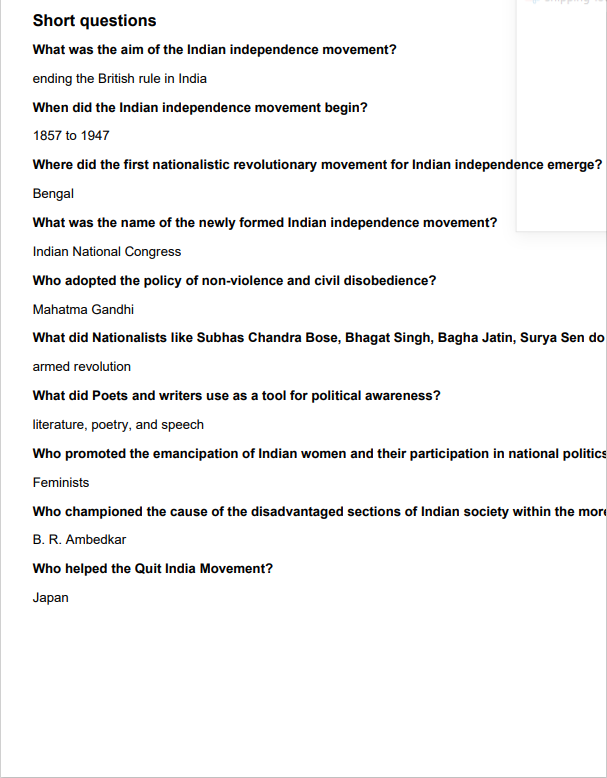 Short questions
What was the aim of the Indian independence movement?
ending the British rule in India
When did the Indian independence movement begin?
1857 to 1947
Where did the first nationalistic revolutionary movement for Indian independence emerge?
Bengal
What was the name of the newly formed Indian independence movement?
Indian National Congress
Who adopted the policy of non-violence and civil disobedience?
Mahatma Gandhi
What did Nationalists like Subhas Chandra Bose, Bhagat Singh, Bagha Jatin, Surya Sen do
armed revolution
What did Poets and writers use as a tool for political awareness?
literature, poetry, and speech
Who promoted the emancipation of Indian women and their participation in national politics
Feminists
Who championed the cause of the disadvantaged sections of Indian society within the more
B. R. Ambedkar
Who helped the Quit India Movement?
Japan